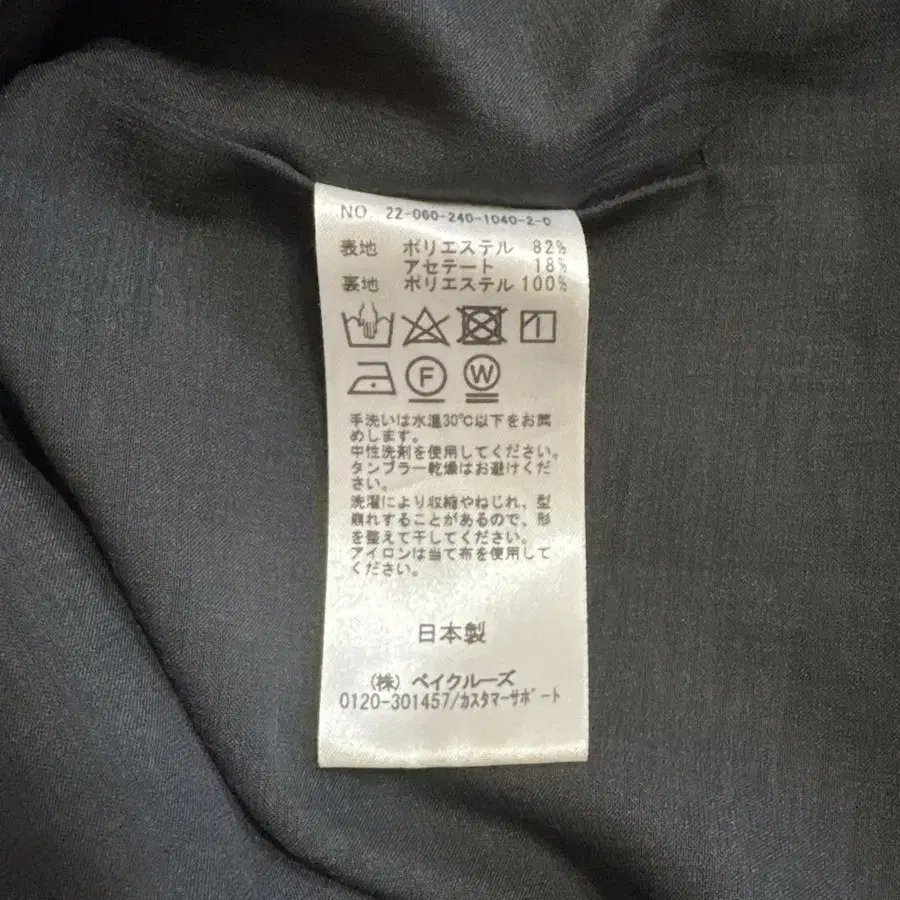 NO. 22-060-240-1040-2-0
表地 ポリエステル 82%
アセテート 18%
裏地 ポリエステル 100%
F W
手洗いは水温30℃以下をお薦
めします。
中性洗剤を使用してください。
タンブラー乾燥はお避けくだ
さい。
洗濯により収縮やねじれ、型
崩れすることがあるので、形
を整えて干してください。
アイロンは当て布を使用して
ください。
日本製
(株) ベイクルーズ
0120-301457/カスタマーサポート